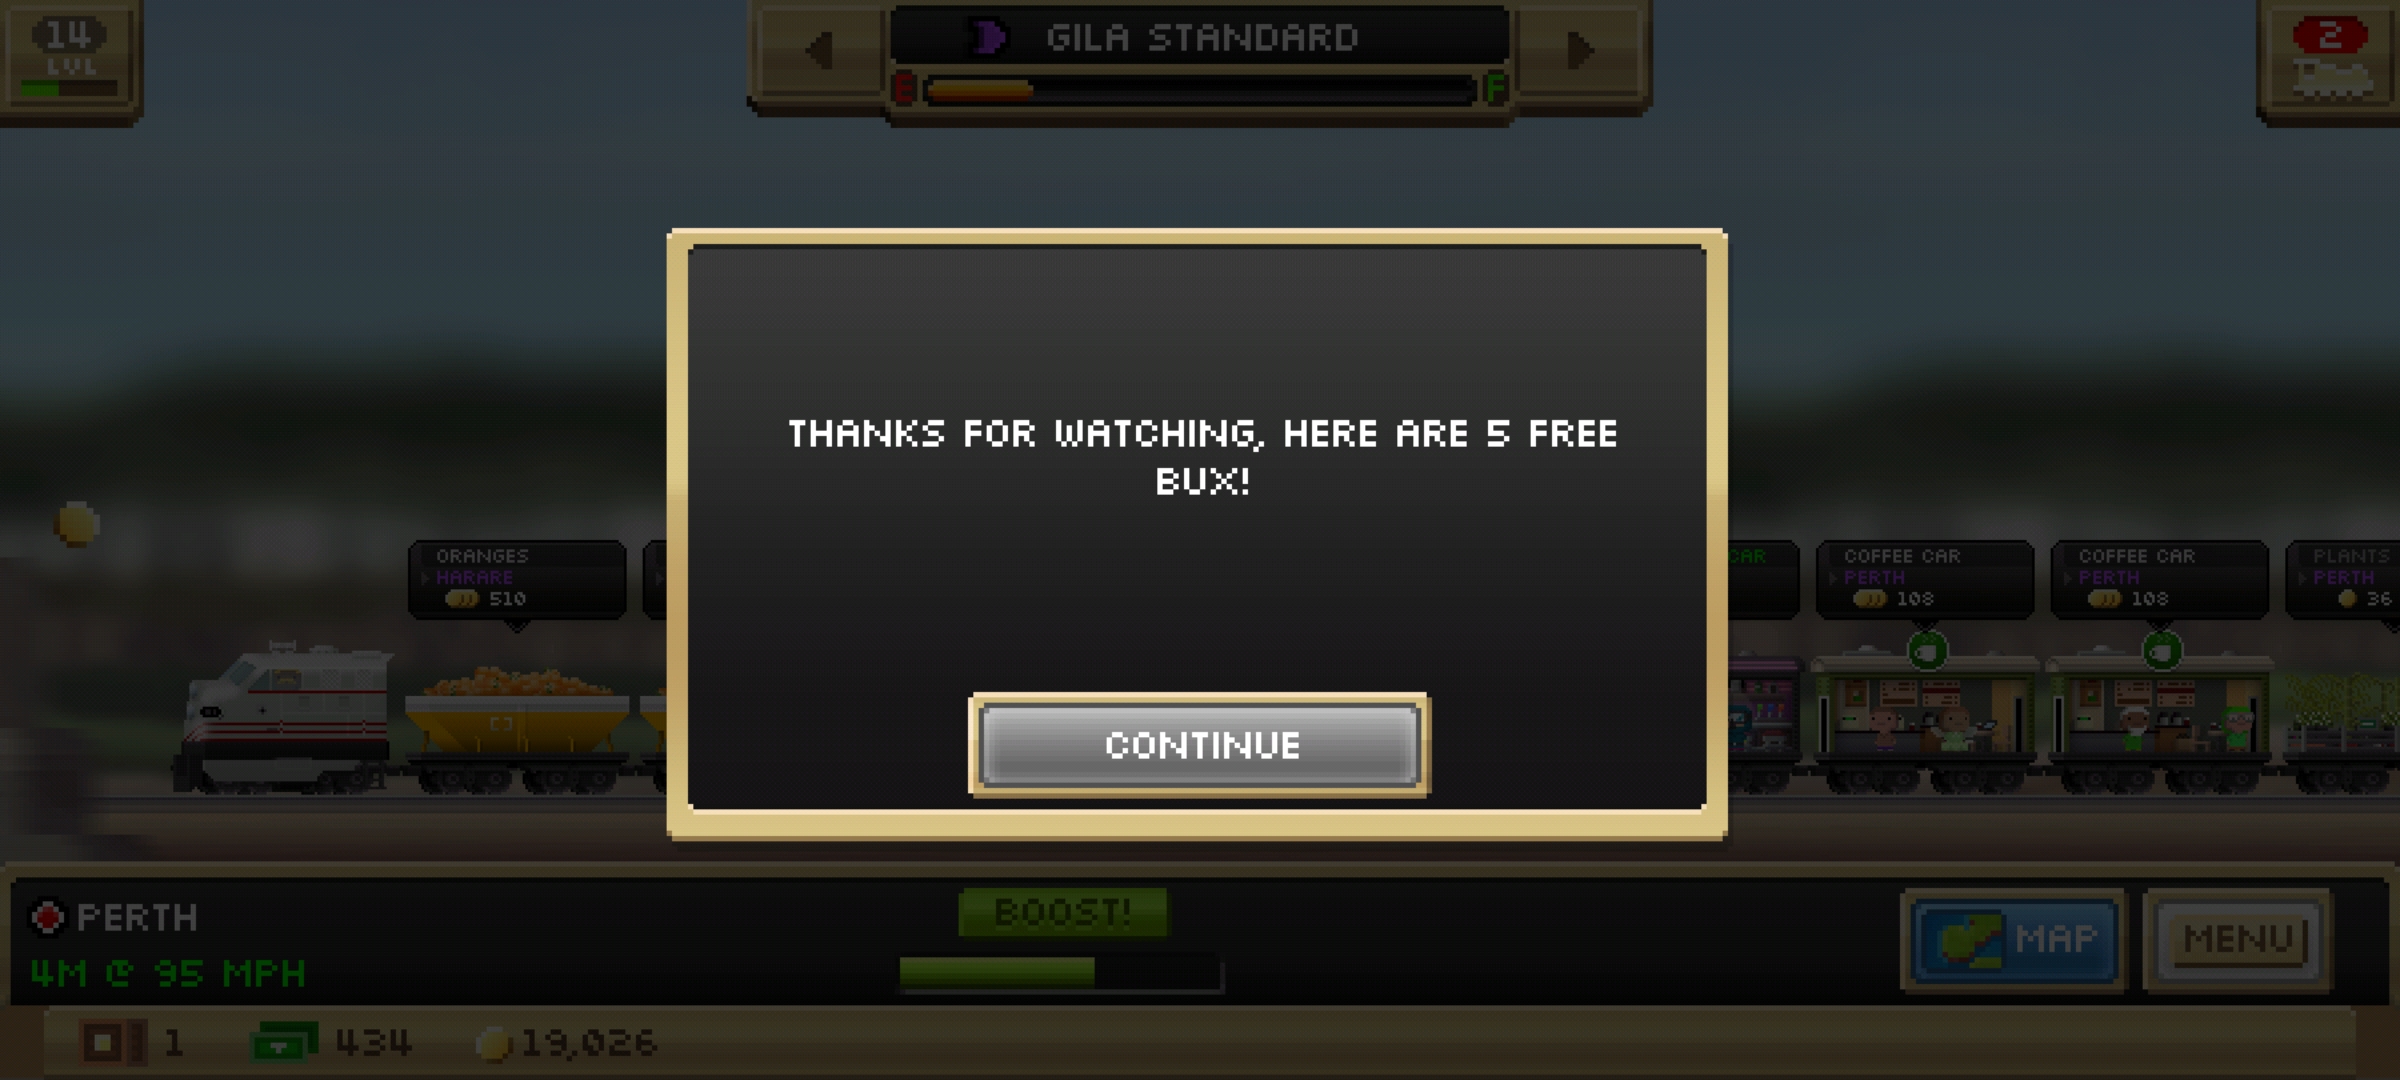 14
LVL
GILA STANDARD
E
F
2
THANKS FOR WATCHING, HERE ARE 5 FREE
BUX!
CONTINUE
ORANGES
HARARE
510
CAR
COFFEE CAR
PERTH
108
COFFEE CAR
PERTH
108
PLANTS
PERTH
36
PERTH
4M @ 95 MPH
BOOST!
MAP
MENU
1
434
19,026